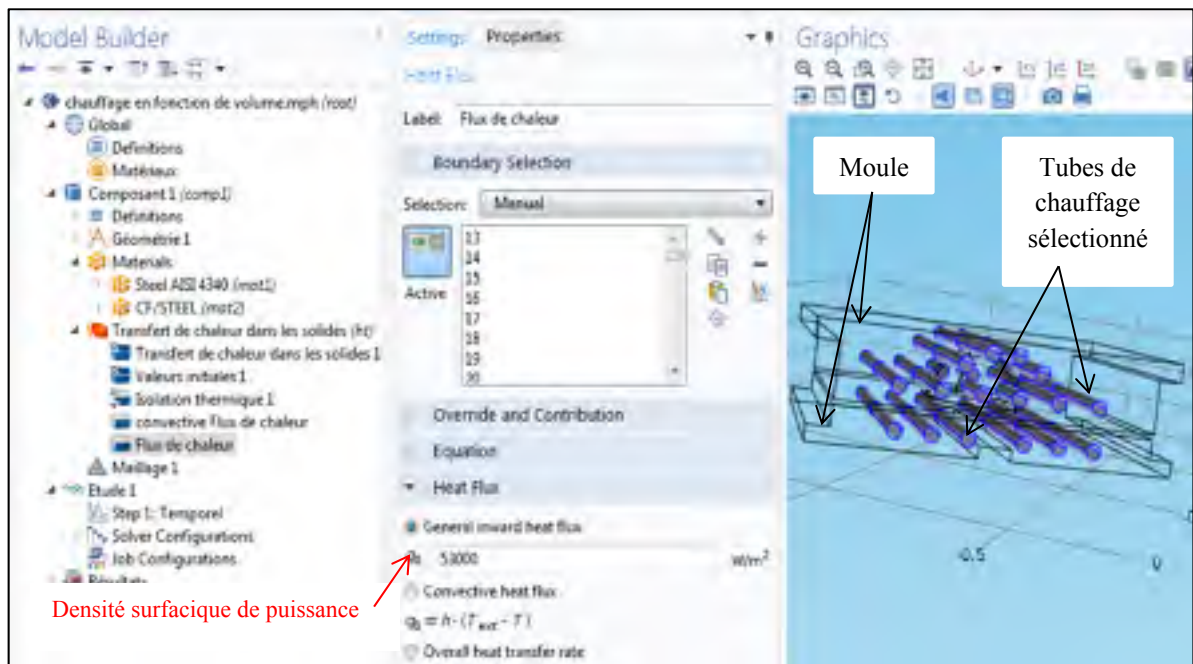 Model Builder
chauffage en fonction de volume.mph (root)
Global
Definitions
Matériaux
Composant 1 (comp1)
Definitions
Géométrie 1
Materials
Steel AISI 4340 (mat1)
CF/STEEL (mat2)
Transfert de chaleur dans les solides (ht)
Transfert de chaleur dans les solides 1
Valeurs initiales 1
Isolation thermique 1
convective Flux de chaleur
Flux de chaleur
Maillage 1
Etude 1
Step 1: Temporel
Solver Configurations
Job Configurations
Résultats
Densité surfacique de puissance
Settings Properties
Heat Flux
Label: Flux de chaleur
Boundary Selection
Selection: Manual
Active
13
14
15
16
17
18
19
20
Override and Contribution
Equation
Heat Flux
General inward heat flux
q₀ 53000 W/m²
Convective heat flux
q₀ = h·(Text - T)
Overall heat transfer rate
Graphics
Moule
Tubes de
chauffage
sélectionné
-0.5
0